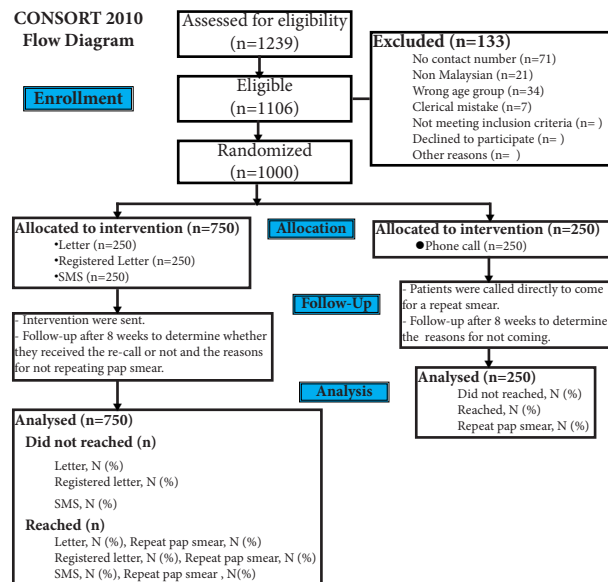 CONSORT 2010
Flow Diagram
Assessed for eligibility
(n=1239)
Excluded (n=133)
No contact number (n=71)
Non Malaysian (n=21)
Wrong age group (n=34)
Clerical mistake (n=7)
Not meeting inclusion criteria (n= )
Declined to participate (n= )
Other reasons (n= )
Enrollment
Eligible
(n=1106)
Randomized
(n=1000)
Allocation
Allocated to intervention (n=750)
•Letter (n=250)
•Registered Letter (n=250)
•SMS (n=250)
Allocated to intervention (n=250)
●Phone call (n=250)
Follow-Up
- Intervention were sent.
- Follow-up after 8 weeks to determine whether
they received the re-call or not and the reasons
for not repeating pap smear.
- Patients were called directly to come
for a repeat smear.
- Follow-up after 8 weeks to determine
the reasons for not coming.
Analysis
Analysed (n=750)
Did not reached (n)
Letter, N (%)
Registered letter, N (%)
SMS, N (%)
Reached (n)
Letter, N (%), Repeat pap smear, N (%)
Registered letter, N (%), Repeat pap smear, N (%)
SMS, N (%), Repeat pap smear , N(%)
Analysed (n=250)
Did not reached, N (%)
Reached, N (%)
Repeat pap smear, N (%)